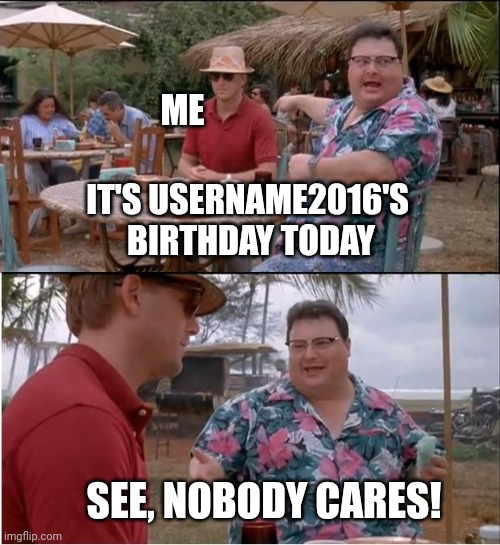 ME
IT'S USERNAME2016'S
BIRTHDAY TODAY
SEE, NOBODY CARES!
imgflip.com